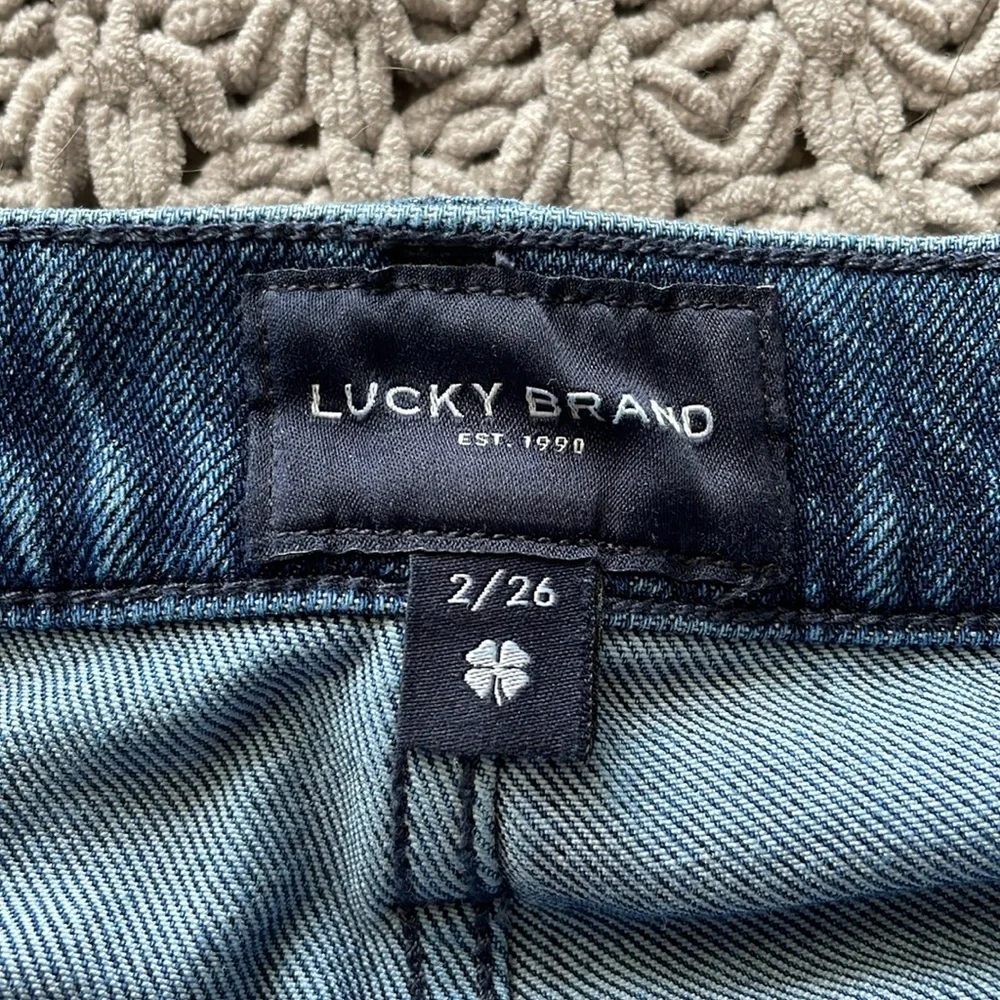 LUCKY BRAND
EST. 1990
2/26